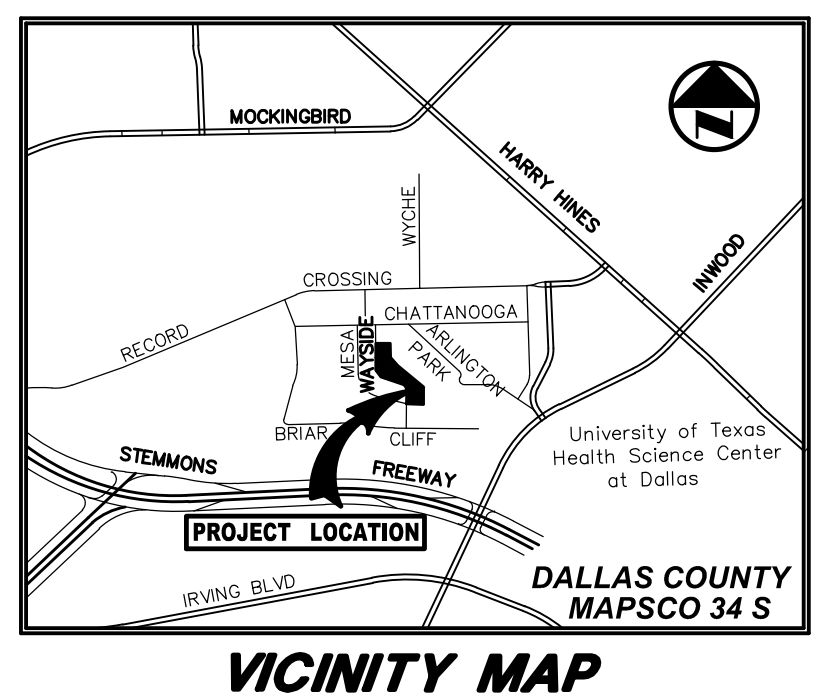 MOCKINGBIRD
HARRY HINES
INWOOD
WYCHE
CROSSING
CHATTANOOGA
RECORD
MESA
WAYSIDE
ARLINGTON
PARK
BRIAR
CLIFF
University of Texas
Health Science Center
at Dallas
STEMMONS
FREEWAY
PROJECT LOCATION
IRVING BLVD
DALLAS COUNTY
MAPSCO 34 S
VICINITY MAP
N